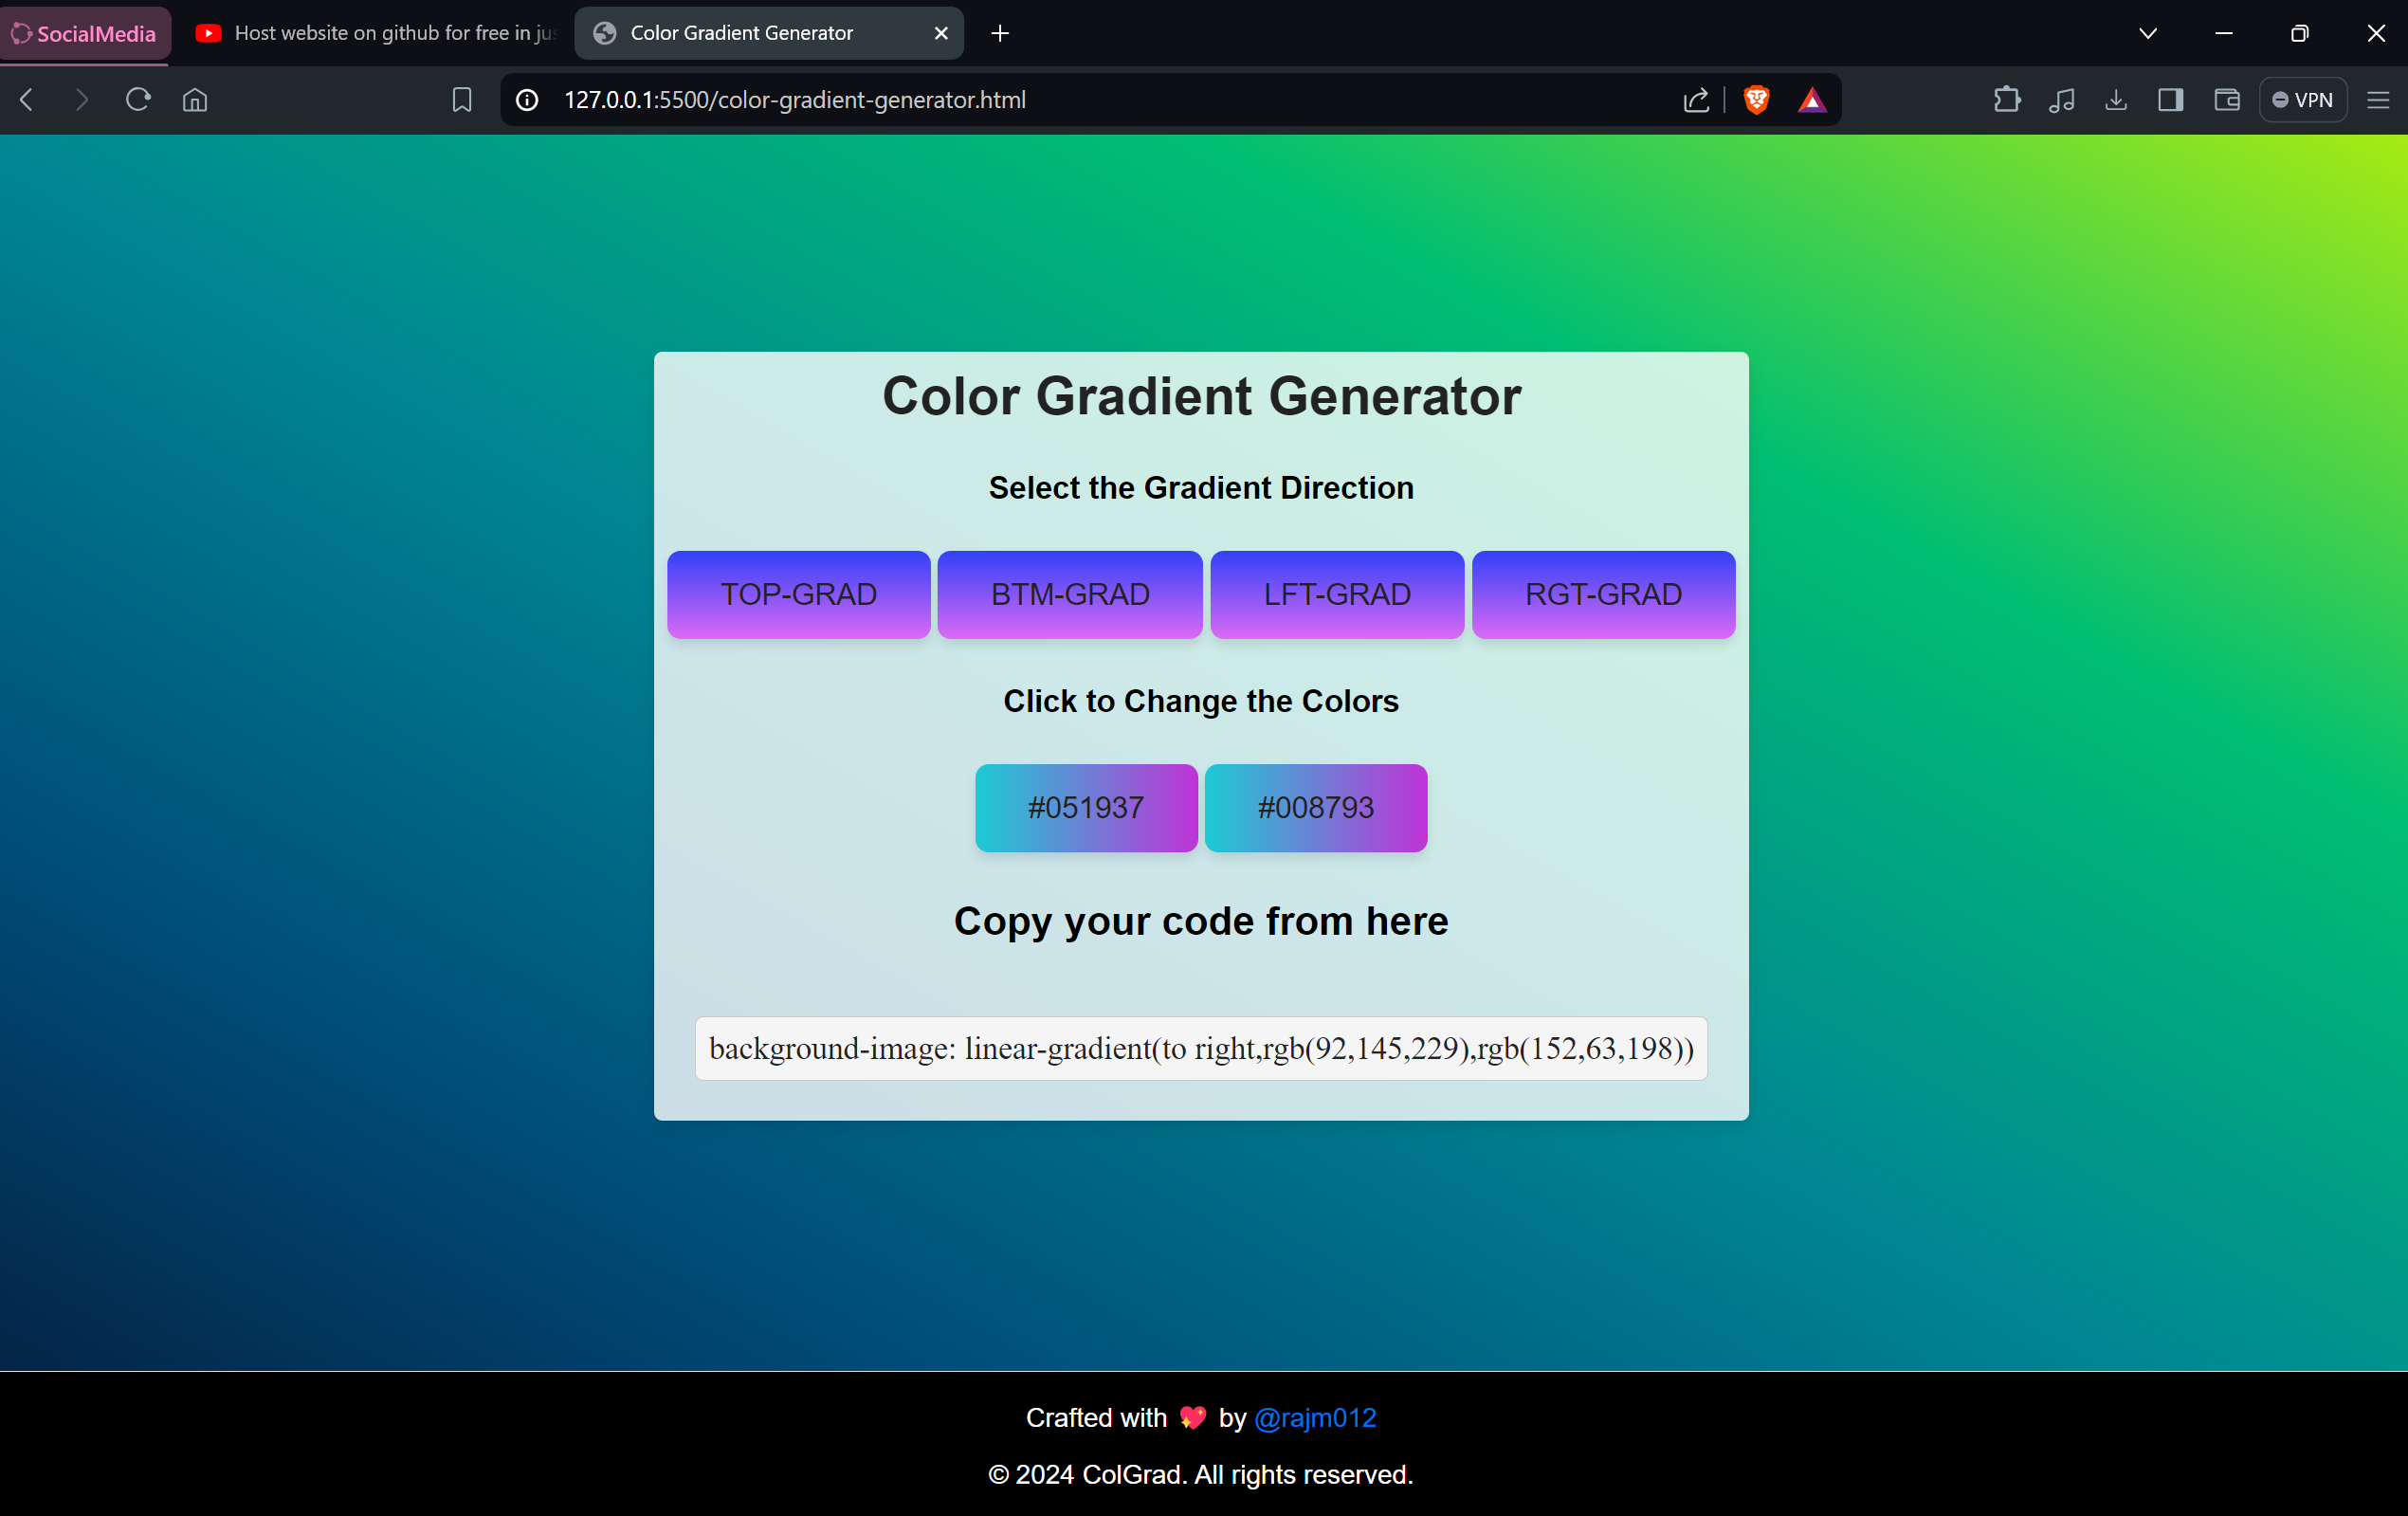 SocialMedia
Host website on github for free in jus
Color Gradient Generator
127.0.0.1:5500/color-gradient-generator.html
VPN
Color Gradient Generator
Select the Gradient Direction
TOP-GRAD BTM-GRAD LFT-GRAD RGT-GRAD
Click to Change the Colors
#051937 #008793
Copy your code from here
background-image: linear-gradient(to right,rgb(92,145,229),rgb(152,63,198))
Crafted with 💖 by @rajm012
© 2024 ColGrad. All rights reserved.